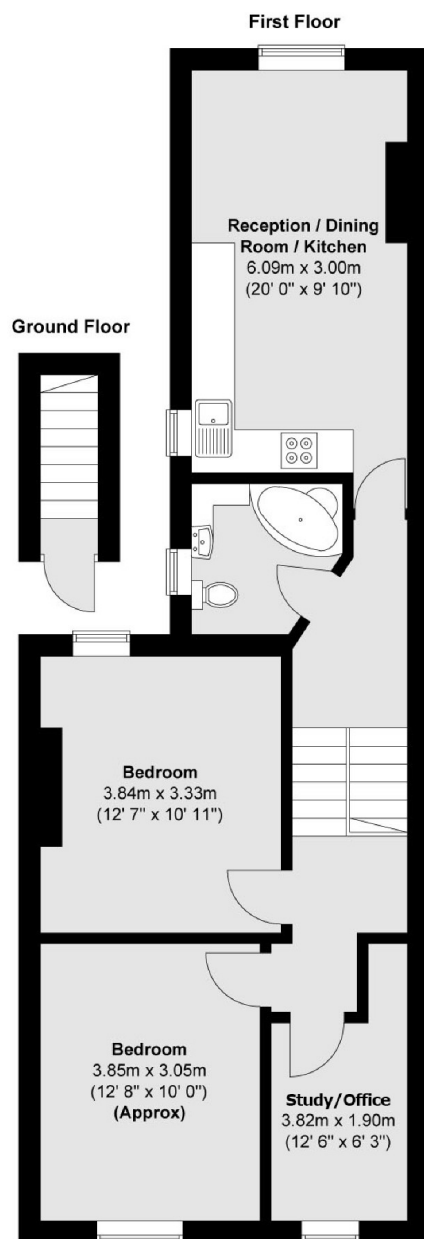 First Floor
Reception / Dining
Room / Kitchen
6.09m x 3.00m
(20' 0" x 9' 10")
Ground Floor
Bedroom
3.84m x 3.33m
(12' 7" x 10' 11")
Bedroom
3.85m x 3.05m
(12' 8" x 10' 0")
(Approx)
Study/Office
3.82m x 1.90m
(12' 6" x 6' 3")